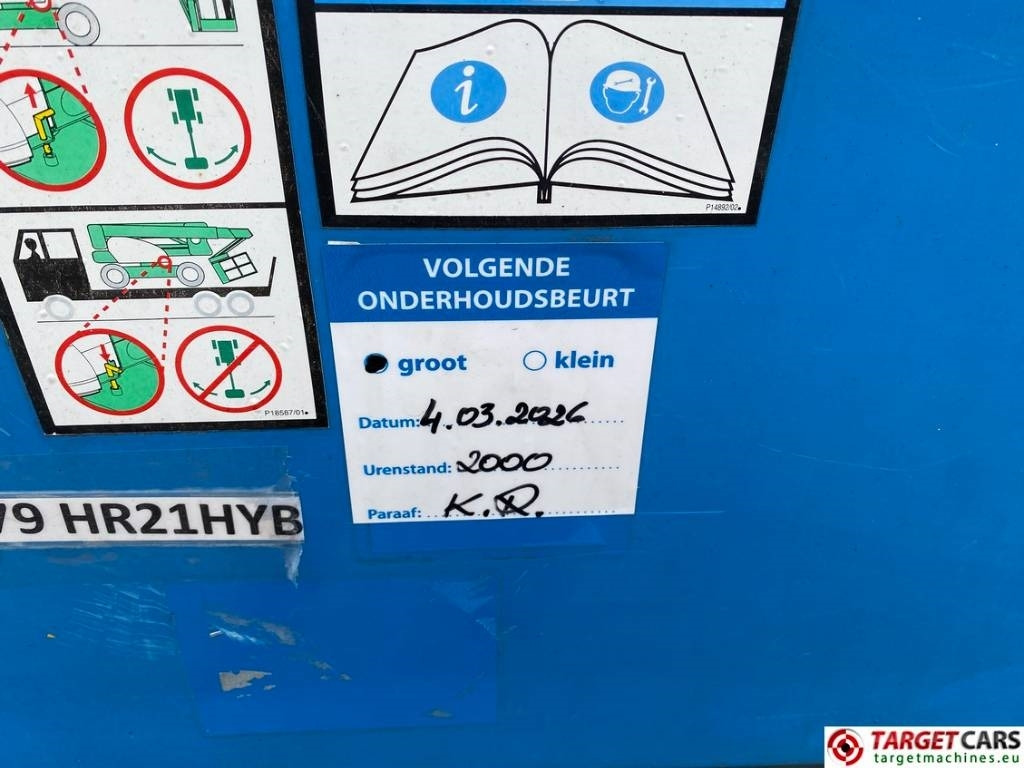 P14892/02
VOLGENDE
ONDERHOUDSBEURT
groot klein
Datum: 4.03.2026
Urenstand: 2000
Paraaf: K.R.
P18567/01
79 HR21HYB
TARGETCARS
targetmachines.eu